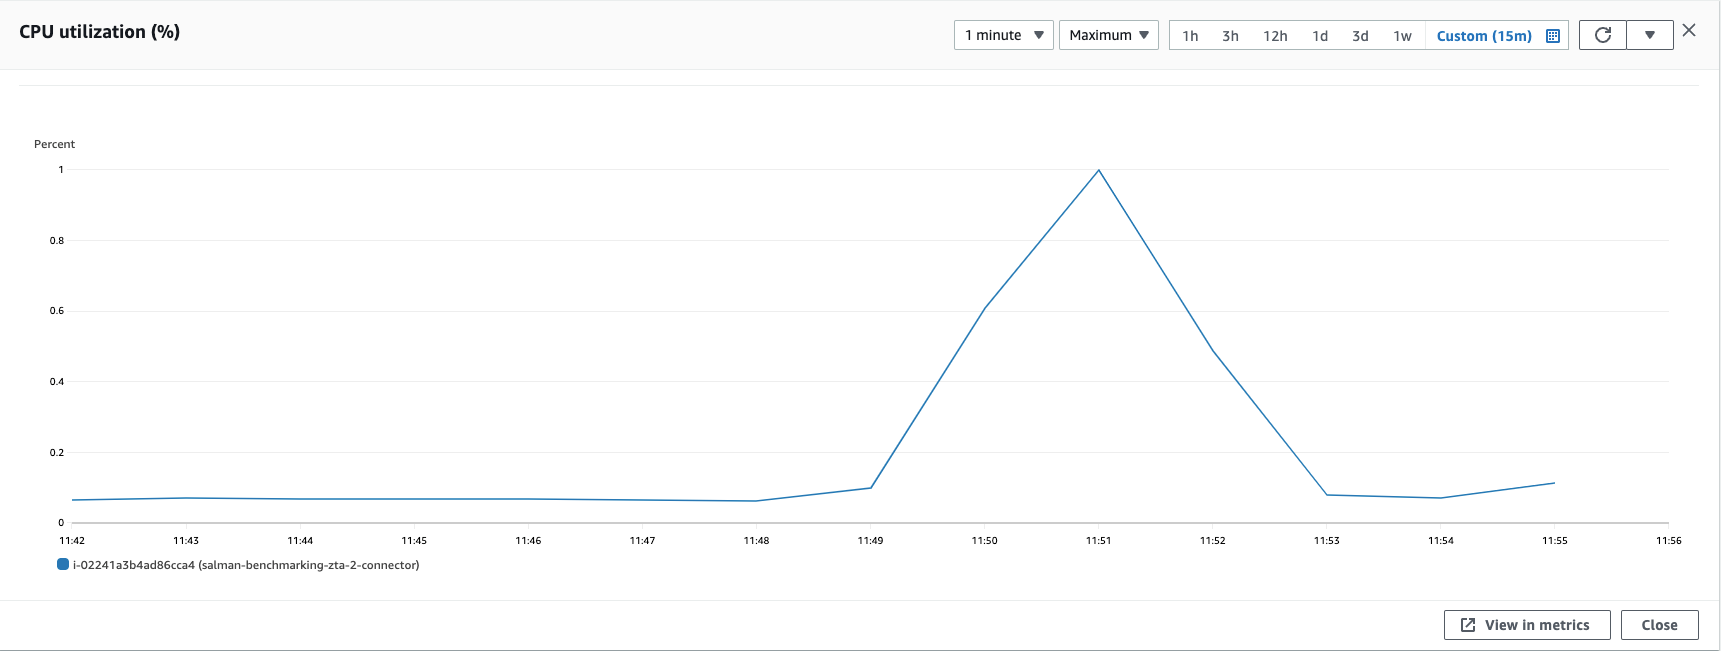 CPU utilization (%)
1 minute
Maximum
1h 3h 12h 1d 3d 1w Custom (15m)
Percent
1
0.8
0.6
0.4
0.2
0
11:42 11:43 11:44 11:45 11:46 11:47 11:48 11:49 11:50 11:51 11:52 11:53 11:54 11:55 11:56
i-02241a3b4ad86cca4 (salman-benchmarking-zta-2-connector)
View in metrics
Close